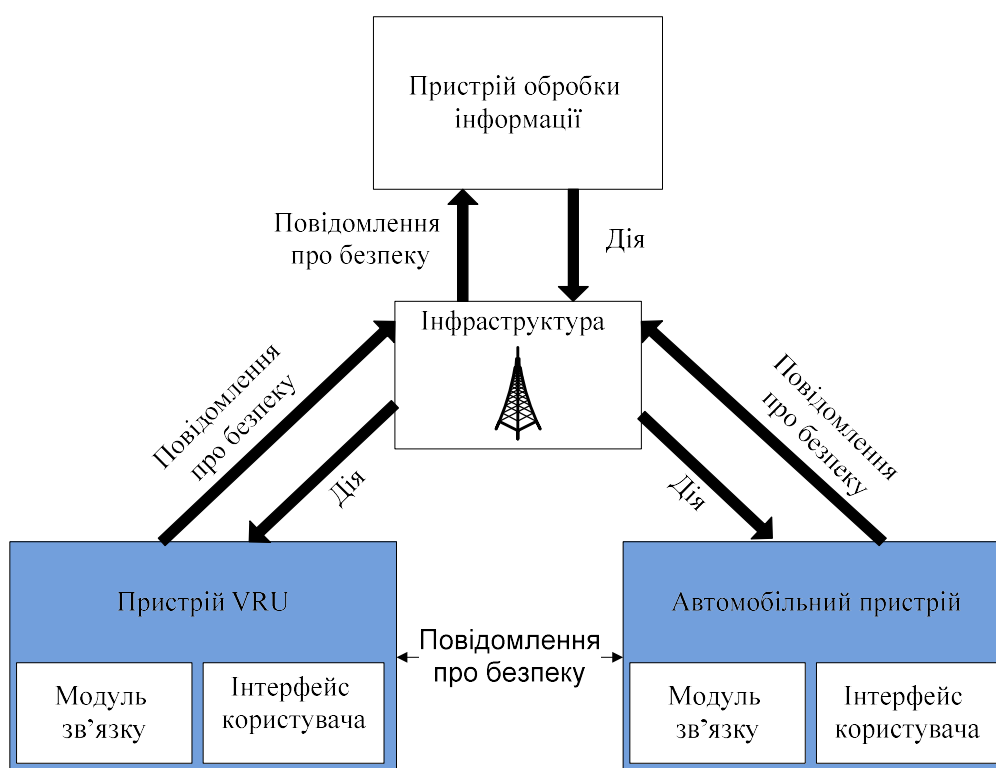 Пристрій обробки
інформації
Повідомлення
про безпеку
Дія
Інфраструктура
Повідомлення
про безпеку
Дія
Повідомлення
про безпеку
Дія
Пристрій VRU
Модуль
зв’язку
Інтерфейс
користувача
Повідомлення
про безпеку
Автомобільний пристрій
Модуль
зв’язку
Інтерфейс
користувача